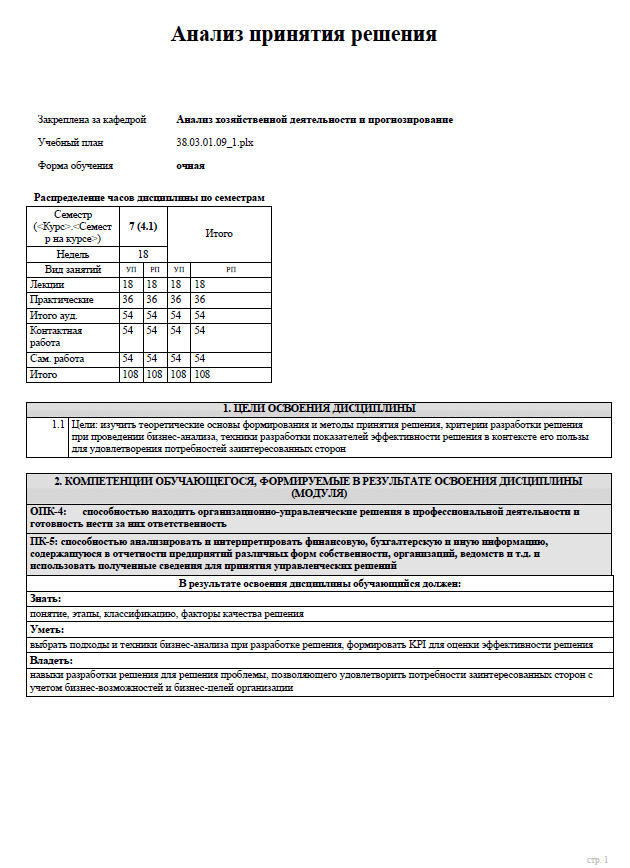 Анализ принятия решения
Закреплена за кафедрой Анализ хозяйственной деятельности и прогнозирование
Учебный план 38.03.01.09_1.plx
Форма обучения очная
Распределение часов дисциплины по семестрам
Семестр
(<Курс>.<Семест
р на курсе>) 7 (4.1) Итого
Недель 18
Вид занятий УП РП УП РП
Лекции 18 18 18 18
Практические 36 36 36 36
Итого ауд. 54 54 54 54
Контактная
работа 54 54 54 54
Сам. работа 54 54 54 54
Итого 108 108 108 108
1. ЦЕЛИ ОСВОЕНИЯ ДИСЦИПЛИНЫ
1.1 Цели: изучить теоретические основы формирования и методы принятия решения, критерии разработки решения
при проведении бизнес-анализа, техники разработки показателей эффективности решения в контексте его пользы
для удовлетворения потребностей заинтересованных сторон
2. КОМПЕТЕНЦИИ ОБУЧАЮЩЕГОСЯ, ФОРМИРУЕМЫЕ В РЕЗУЛЬТАТЕ ОСВОЕНИЯ ДИСЦИПЛИНЫ
(МОДУЛЯ)
ОПК-4: способностью находить организационно-управленческие решения в профессиональной деятельности и
готовность нести за них ответственность
ПК-5: способностью анализировать и интерпретировать финансовую, бухгалтерскую и иную информацию,
содержащуюся в отчетности предприятий различных форм собственности, организаций, ведомств и т.д. и
использовать полученные сведения для принятия управленческих решений
В результате освоения дисциплины обучающийся должен:
Знать:
понятие, этапы, классификацию, факторы качества решения
Уметь:
выбрать подходы и техники бизнес-анализа при разработке решения, формировать KPI для оценки эффективности решения
Владеть:
навыки разработки решения для решения проблемы, позволяющего удовлетворить потребности заинтересованных сторон с
учетом бизнес-возможностей и бизнес-целей организации
стр. 1